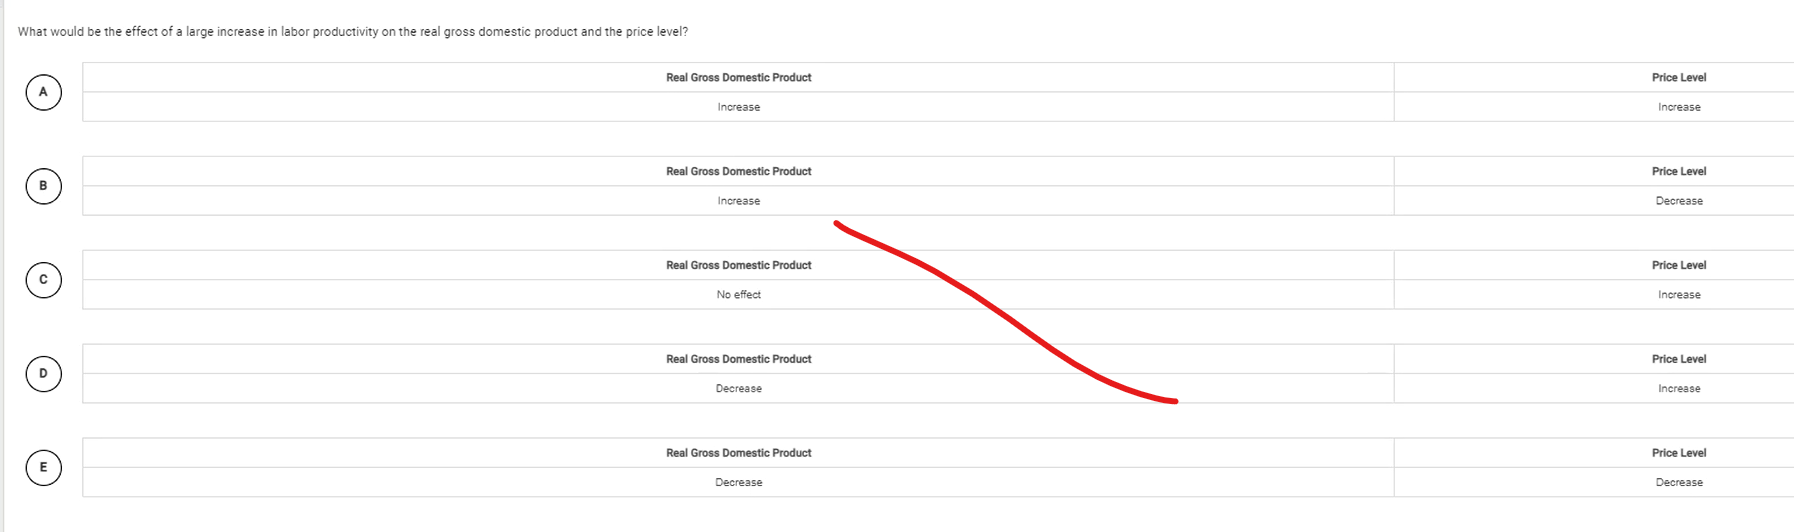 What would be the effect of a large increase in labor productivity on the real gross domestic product and the price level?
A
Real Gross Domestic Product Price Level
Increase Increase
B
Real Gross Domestic Product Price Level
Increase Decrease
C
Real Gross Domestic Product Price Level
No effect Increase
D
Real Gross Domestic Product Price Level
Decrease Increase
E
Real Gross Domestic Product Price Level
Decrease Decrease